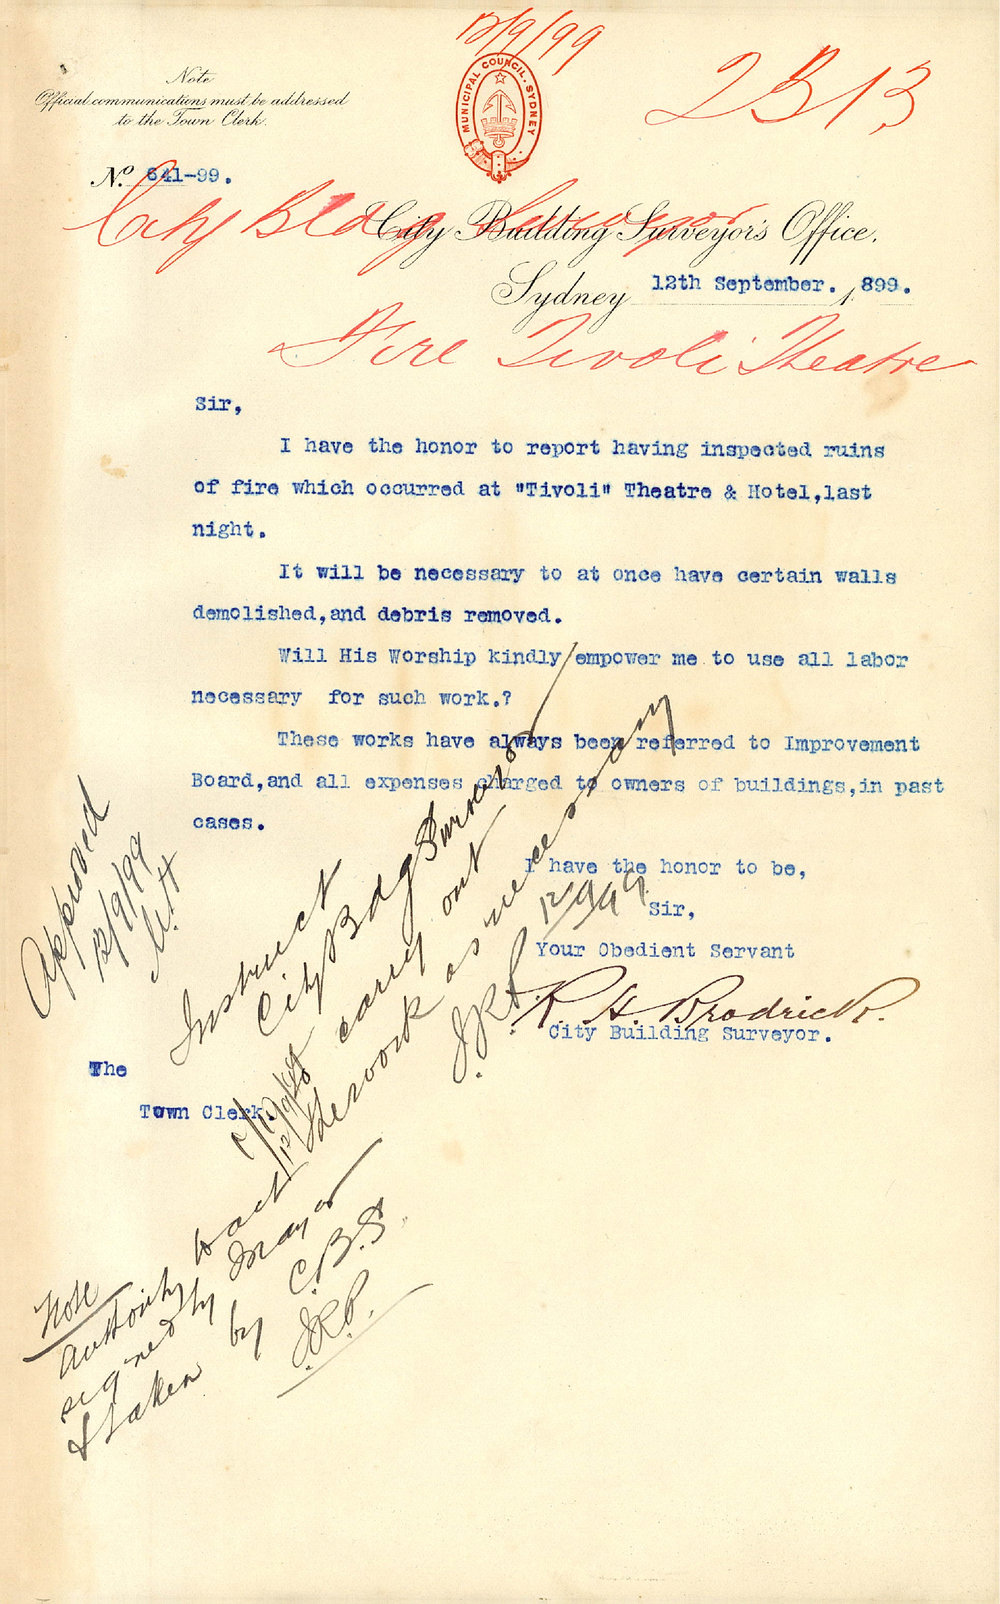 12/9/99
Note
Official communications must be addressed
to the Town Clerk.
MUNICIPAL COUNCIL. SYDNEY
2B13
No. 641-99.
City Bldg Surveyor
City Building Surveyor's Office,
Sydney 12th September. 1899.
Fire Tivoli Theatre
Sir,
I have the honor to report having inspected ruins
of fire which occurred at "Tivoli" Theatre & Hotel,last
night.
It will be necessary to at once have certain walls
demolished,and debris removed.
Will His Worship kindly/empower me to use all labor
necessary for such work.?
These works have always been referred to Improvement
Board,and all expenses charged to owners of buildings,in past
cases.
I have the honor to be,
Sir,
Your Obedient Servant
R. H. Brodrick.
City Building Surveyor.
The
Town Clerk.
Approved
12/9/99
M.H
Instruct
City Bdg Surveyor
to carry out
the work as necessary
J.R.P. 12/9/99
12/9/99
Note
Authority to act
signed by Mayor
& taken by C.B.S.
J.R.P.